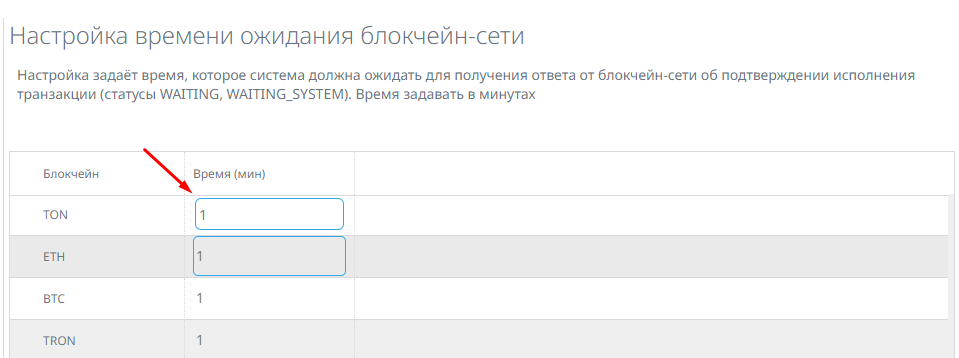 Настройка времени ожидания блокчейн-сети
Настройка задаёт время, которое система должна ожидать для получения ответа от блокчейн-сети об подтверждении исполнения
транзакции (статусы WAITING, WAITING_SYSTEM). Время задавать в минутах
Блокчейн Время (мин)
TON 1
ETH 1
BTC 1
TRON 1